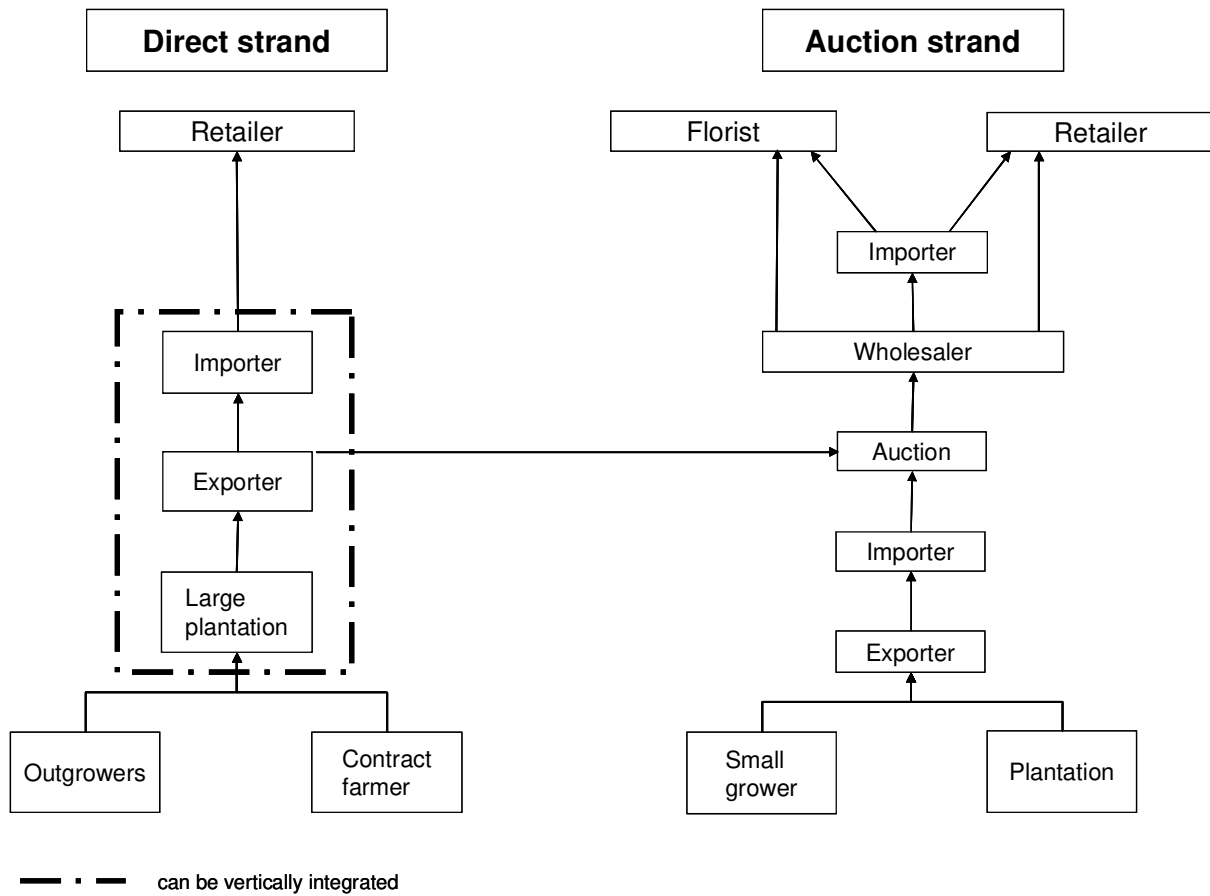 Direct strand
Auction strand
Retailer
Florist
Retailer
Importer
Importer
Wholesaler
Exporter
Auction
Importer
Large
plantation
Exporter
Outgrowers
Contract
farmer
Small
grower
Plantation
can be vertically integrated